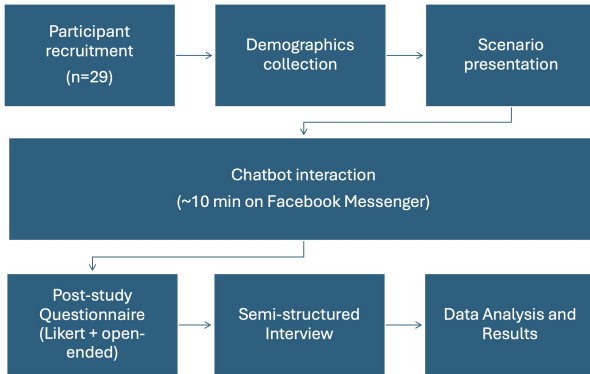 Participant
recruitment
(n=29)
Demographics
collection
Scenario
presentation
Chatbot interaction
(~10 min on Facebook Messenger)
Post-study
Questionnaire
(Likert + open-
ended)
Semi-structured
Interview
Data Analysis and
Results